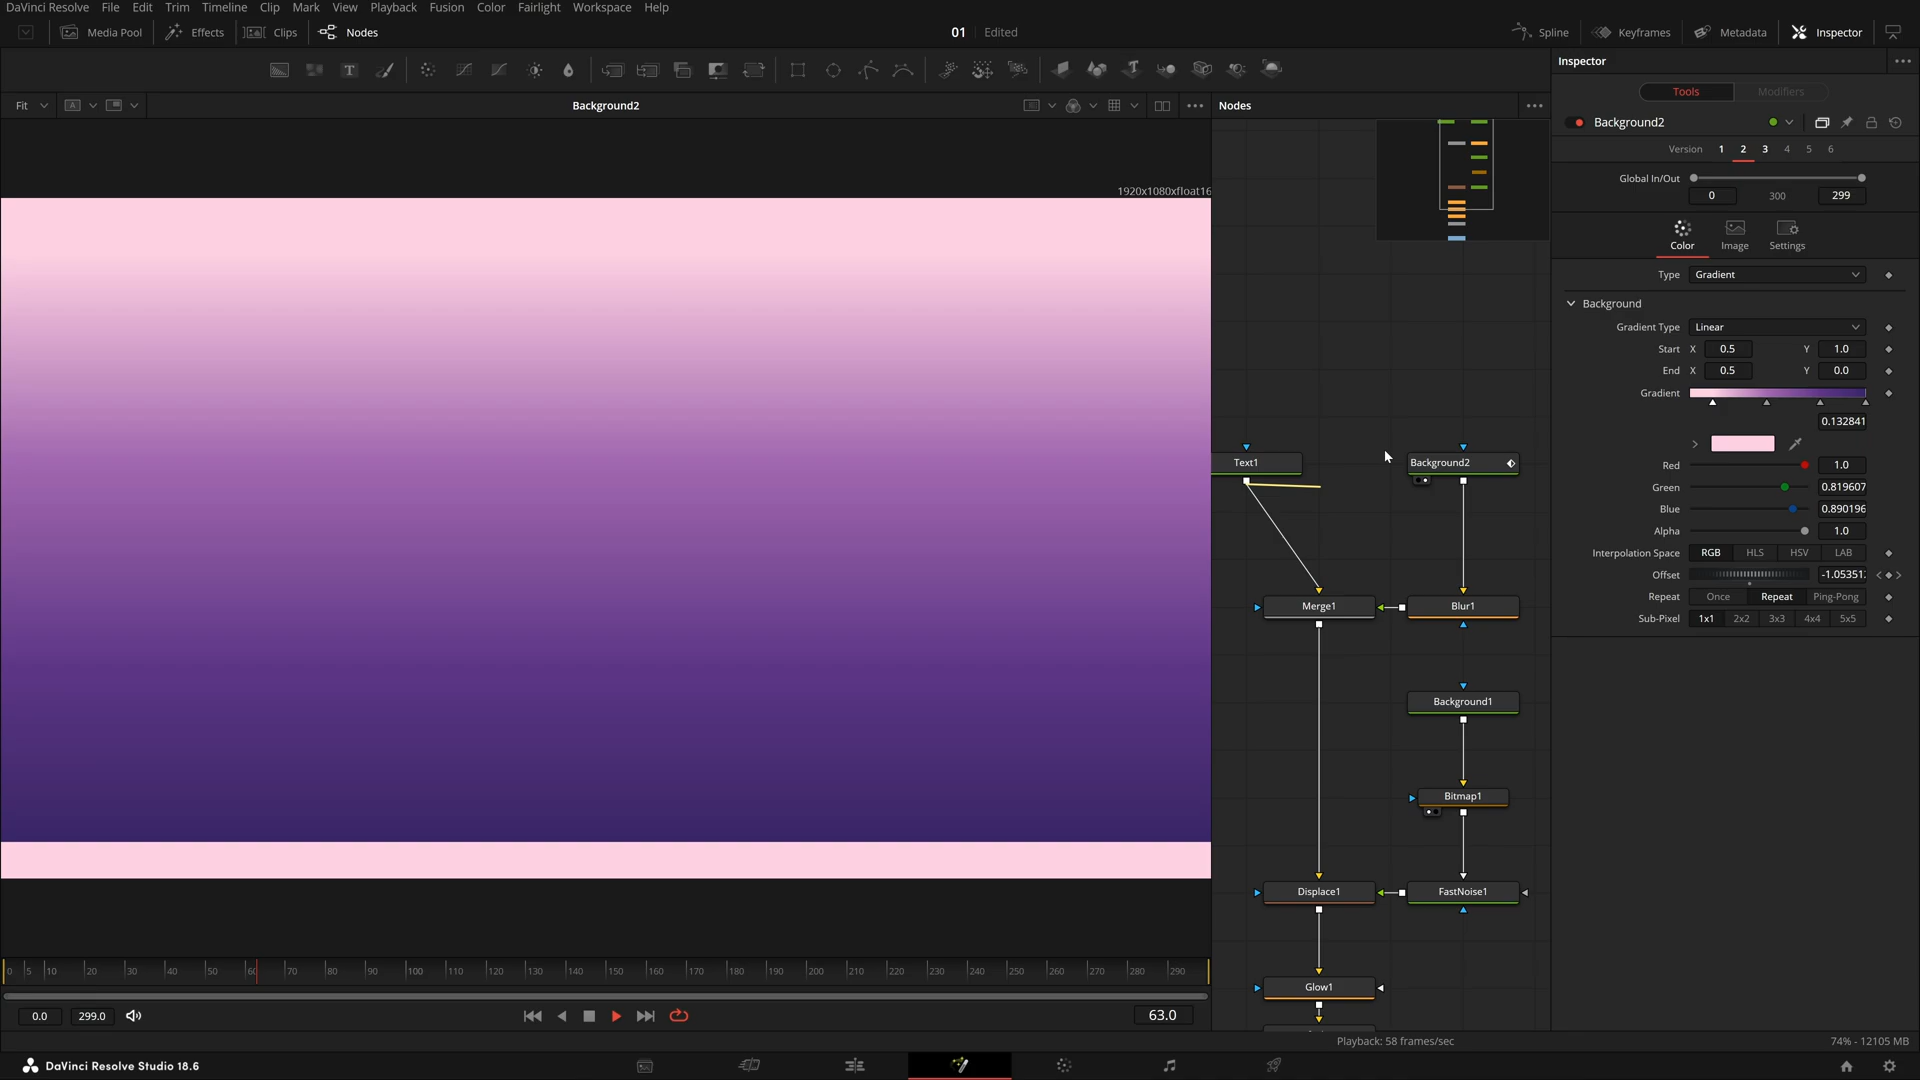 DaVinci Resolve File Edit Trim Timeline Clip Mark View Playback Fusion Color Fairlight Workspace Help
Media Pool Effects Clips Nodes 01 Edited Spline Keyframes Metadata Inspector
Inspector
Tools Modifiers
Fit A Background2 Nodes
Background2
Version 1 2 3 4 5 6
Global In/Out
0 300 299
1920x1080xfloat16
Color Image Settings
Type Gradient
Background
Gradient Type Linear
Start X 0.5 Y 1.0
End X 0.5 Y 0.0
Gradient
0.132841
Red 1.0
Green 0.819607
Blue 0.890196
Alpha 1.0
Interpolation Space RGB HLS HSV LAB
Offset -1.05351
Repeat Once Repeat Ping-Pong
Sub-Pixel 1x1 2x2 3x3 4x4 5x5
Text1 Background2
Merge1 Blur1
Background1
Bitmap1
Displace1 FastNoise1
Glow1
0 5 10 20 30 40 50 60 70 80 90 100 110 120 130 140 150 160 170 180 190 200 210 220 230 240 250 260 270 280 290
0.0 299.0 63.0
Playback: 58 frames/sec 74% - 12105 MB
DaVinci Resolve Studio 18.6